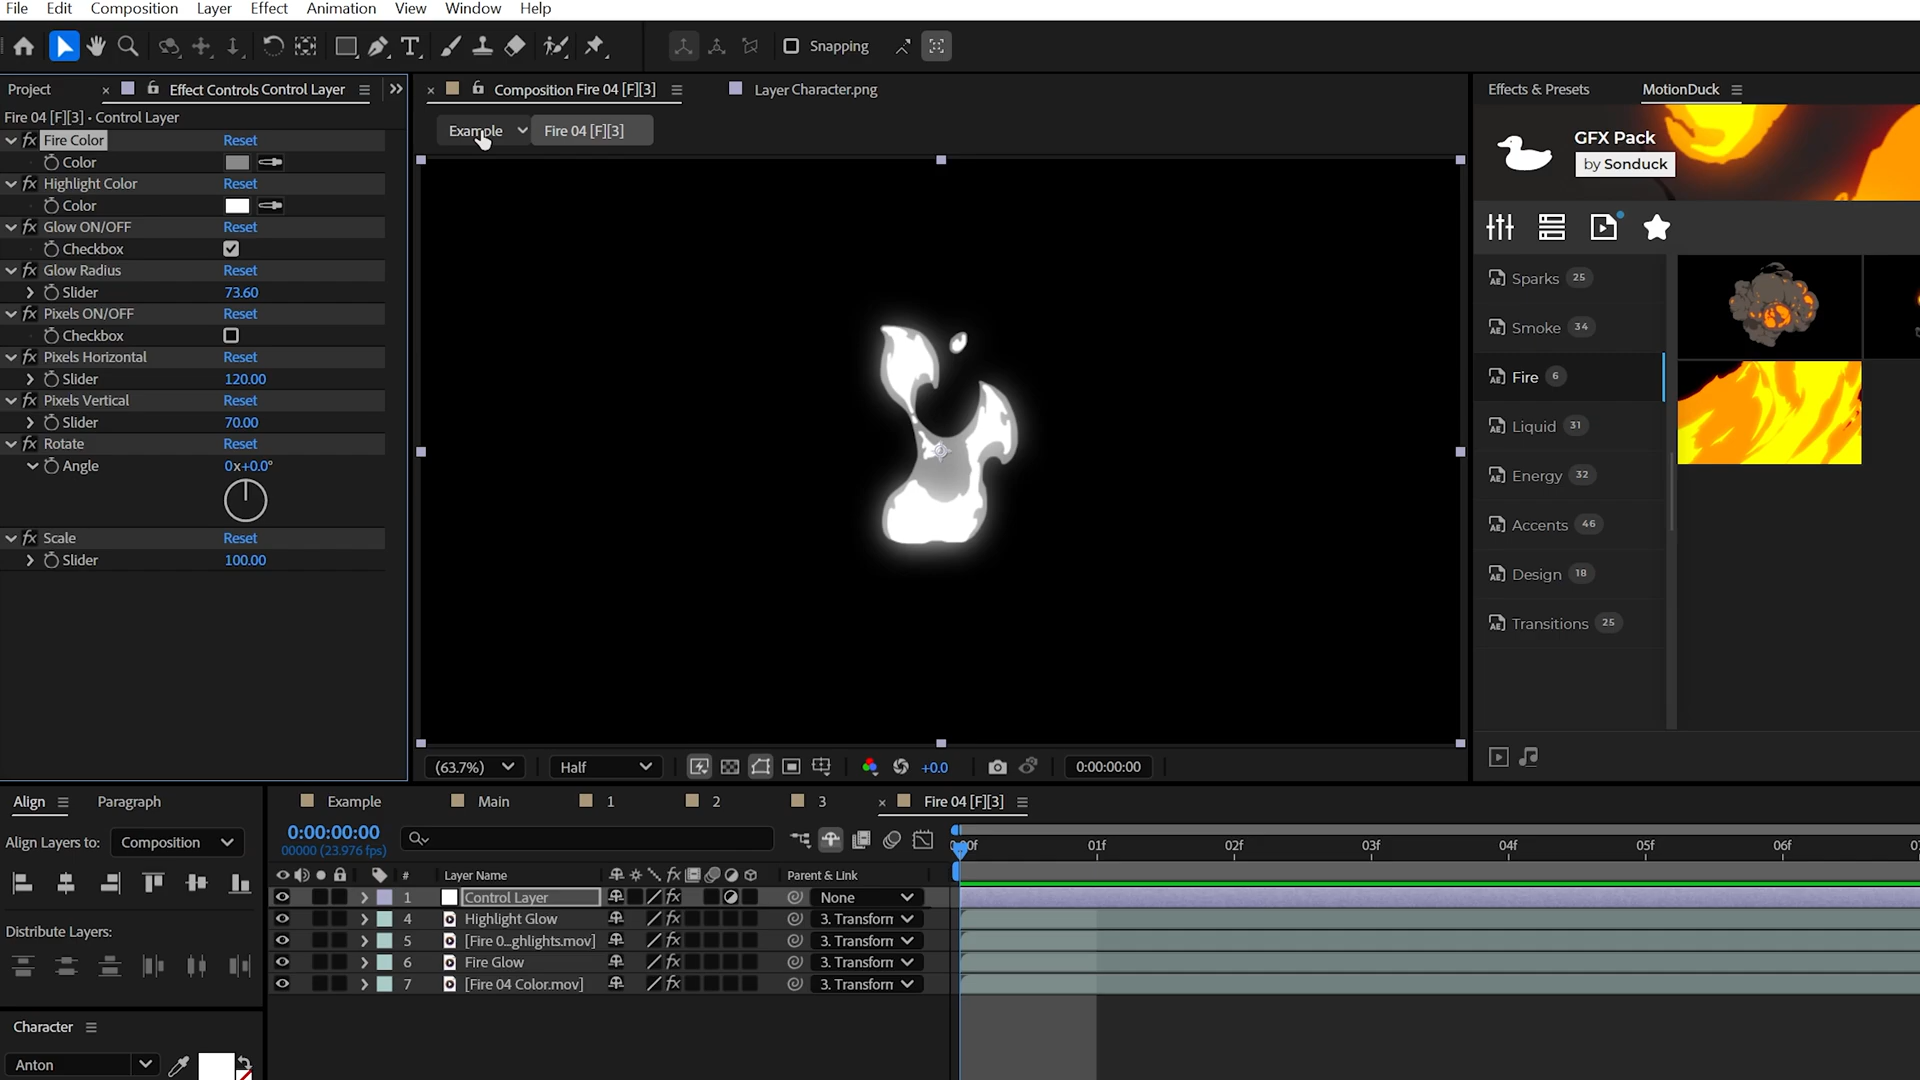 File Edit Composition Layer Effect Animation View Window Help
Snapping
Project Effect Controls Control Layer
Composition Fire 04 [F][3] Layer Character.png
Effects & Presets MotionDuck
Fire 04 [F][3] • Control Layer
Example Fire 04 [F][3]
Fire Color Reset
Color
Highlight Color Reset
Color
Glow ON/OFF Reset
Checkbox
Glow Radius Reset
Slider 73.60
Pixels ON/OFF Reset
Checkbox
Pixels Horizontal Reset
Slider 120.00
Pixels Vertical Reset
Slider 70.00
Rotate Reset
Angle 0x+0.0°
Scale Reset
Slider 100.00
GFX Pack
by Sonduck
Sparks 25
Smoke 34
Fire 6
Liquid 31
Energy 32
Accents 46
Design 18
Transitions 25
(63.7%) Half +0.0 0:00:00:00
Align Paragraph
Align Layers to: Composition
Distribute Layers:
Character
Anton
Example Main 1 2 3 Fire 04 [F][3]
0:00:00:00
00000 (23.976 fps)
01f 02f 03f 04f 05f 06f
# Layer Name Parent & Link
1 Control Layer None
4 Highlight Glow 3. Transforn
5 [Fire 0...ghlights.mov] 3. Transforn
6 Fire Glow 3. Transforn
7 [Fire 04 Color.mov] 3. Transforn